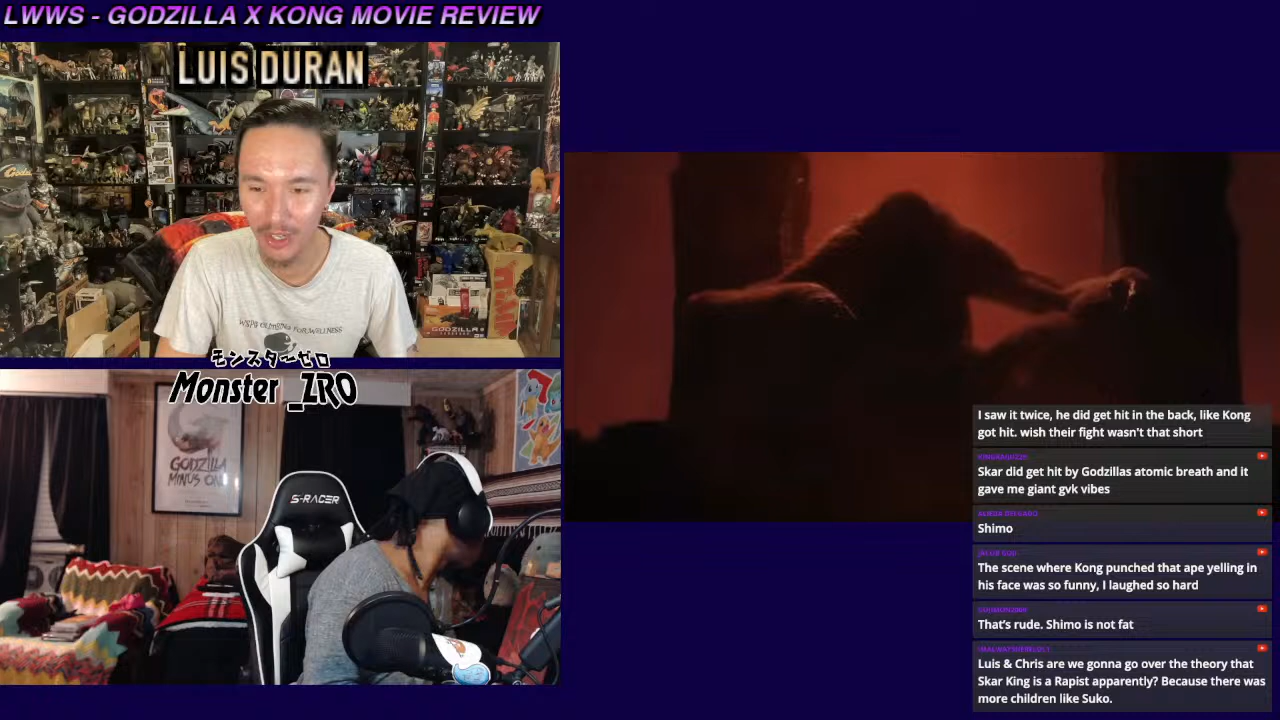 LWWS - GODZILLA X KONG MOVIE REVIEW
LUIS DURAN
GODZILLA
モンスターゼロ
Monster _ZRO
GODZILLA
MINUS ONE
S-RACER
I saw it twice, he did get hit in the back, like Kong
got hit. wish their fight wasn't that short
Skar did get hit by Godzillas atomic breath and it
gave me giant gvk vibes
Shimo
The scene where Kong punched that ape yelling in
his face was so funny, I laughed so hard
That's rude. Shimo is not fat
Luis & Chris are we gonna go over the theory that
Skar King is a Rapist apparently? Because there was
more children like Suko.